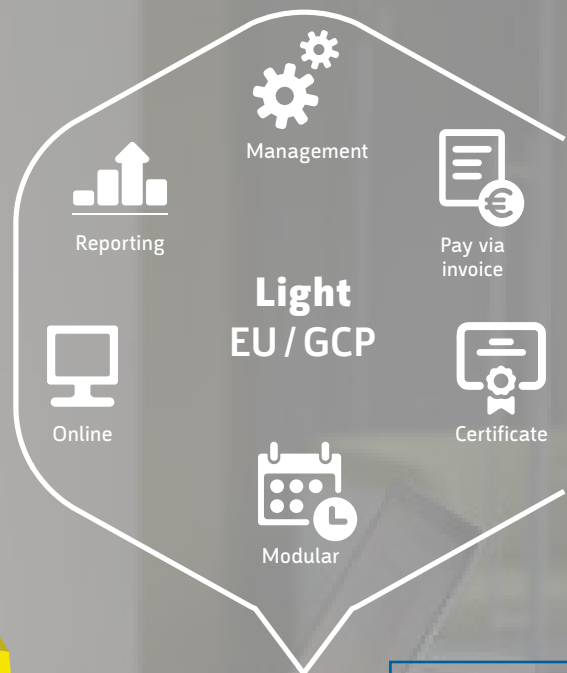 Management
Reporting
Pay via
invoice
Light
EU / GCP
Online
Certificate
Modular